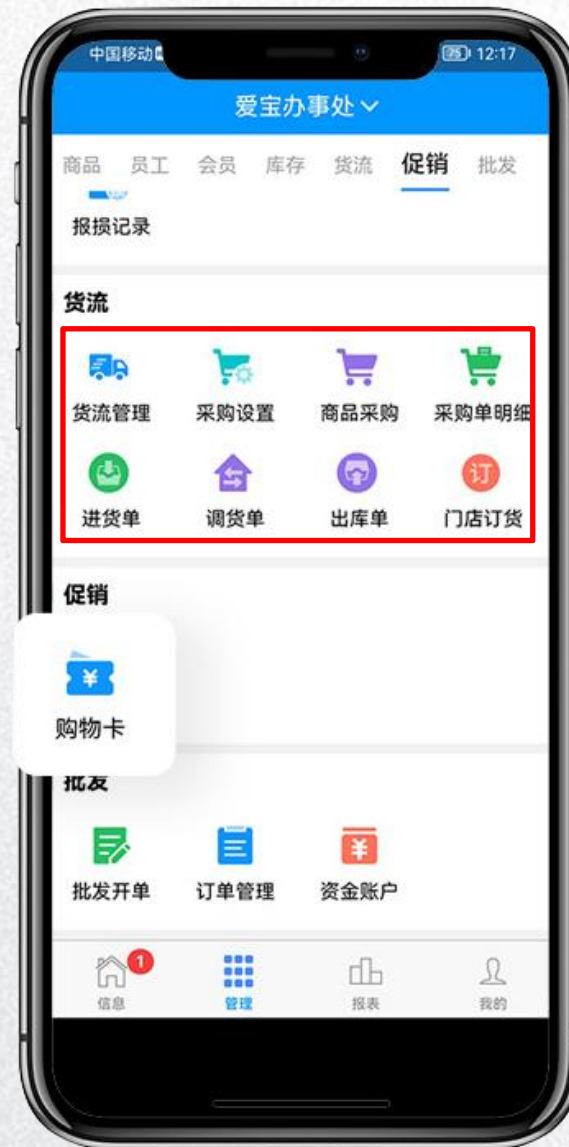 中国移动
75 12:17
爱宝办事处
商品 员工 会员 库存 货流 促销 批发
报损记录
货流
货流管理 采购设置 商品采购 采购单明细
订
进货单 调货单 出库单 门店订货
促销
¥
购物卡
批发
¥
批发开单 订单管理 资金账户
1
信息 管理 报表 我的